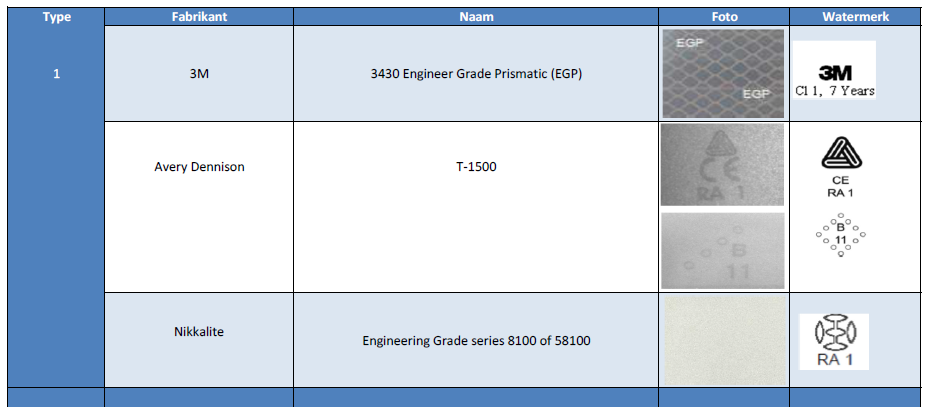 Type Fabrikant Naam Foto Watermerk
1 3M 3430 Engineer Grade Prismatic (EGP)
EGP
EGP
3M
Cl 1, 7 Years
Avery Dennison T-1500
CE
RA 1
CE
RA 1
B
11
B
11
Nikkalite Engineering Grade series 8100 of 58100
RA 1